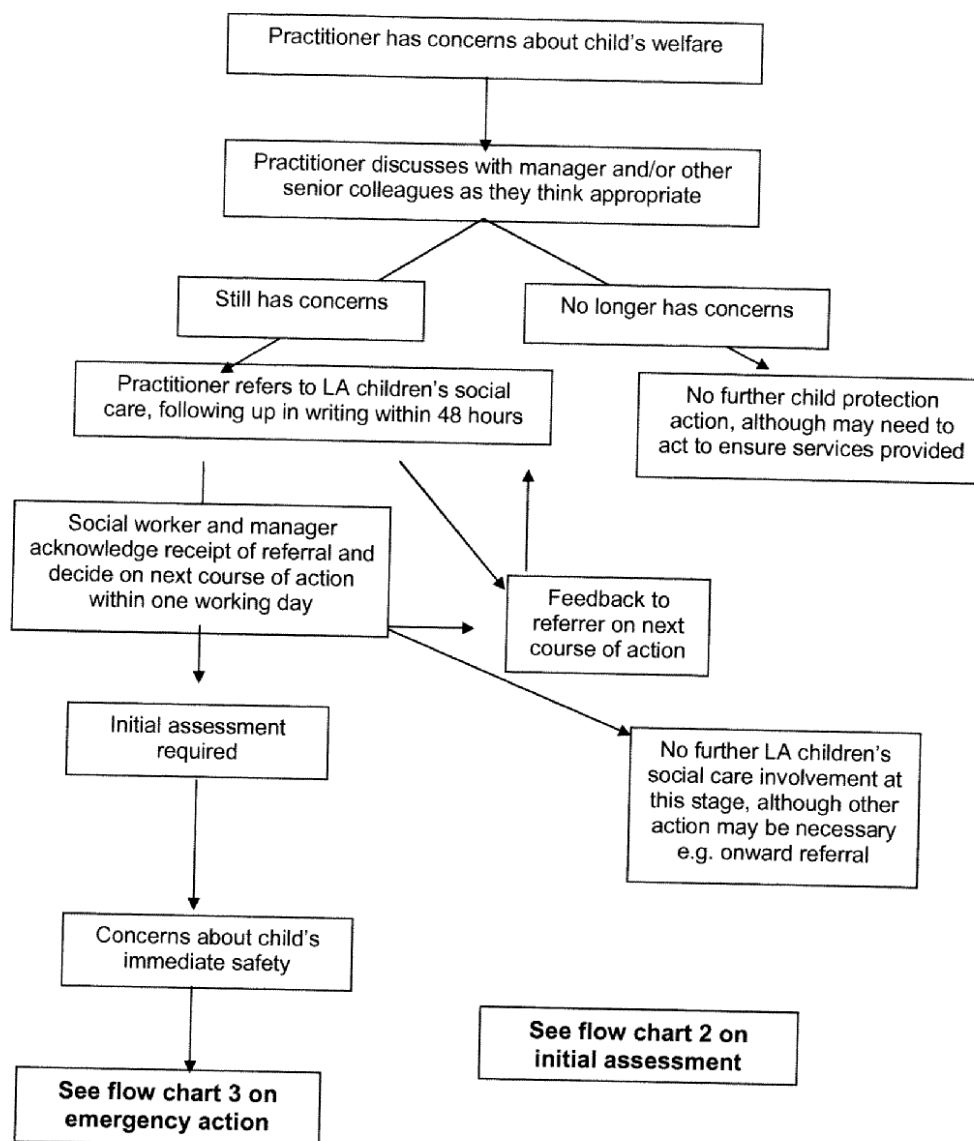 Practitioner has concerns about child's welfare
Practitioner discusses with manager and/or other
senior colleagues as they think appropriate
Still has concerns
No longer has concerns
Practitioner refers to LA children's social
care, following up in writing within 48 hours
No further child protection
action, although may need to
act to ensure services provided
Social worker and manager
acknowledge receipt of referral and
decide on next course of action
within one working day
Feedback to
referrer on next
course of action
Initial assessment
required
No further LA children's
social care involvement at
this stage, although other
action may be necessary
e.g. onward referral
Concerns about child's
immediate safety
See flow chart 2 on
initial assessment
See flow chart 3 on
emergency action